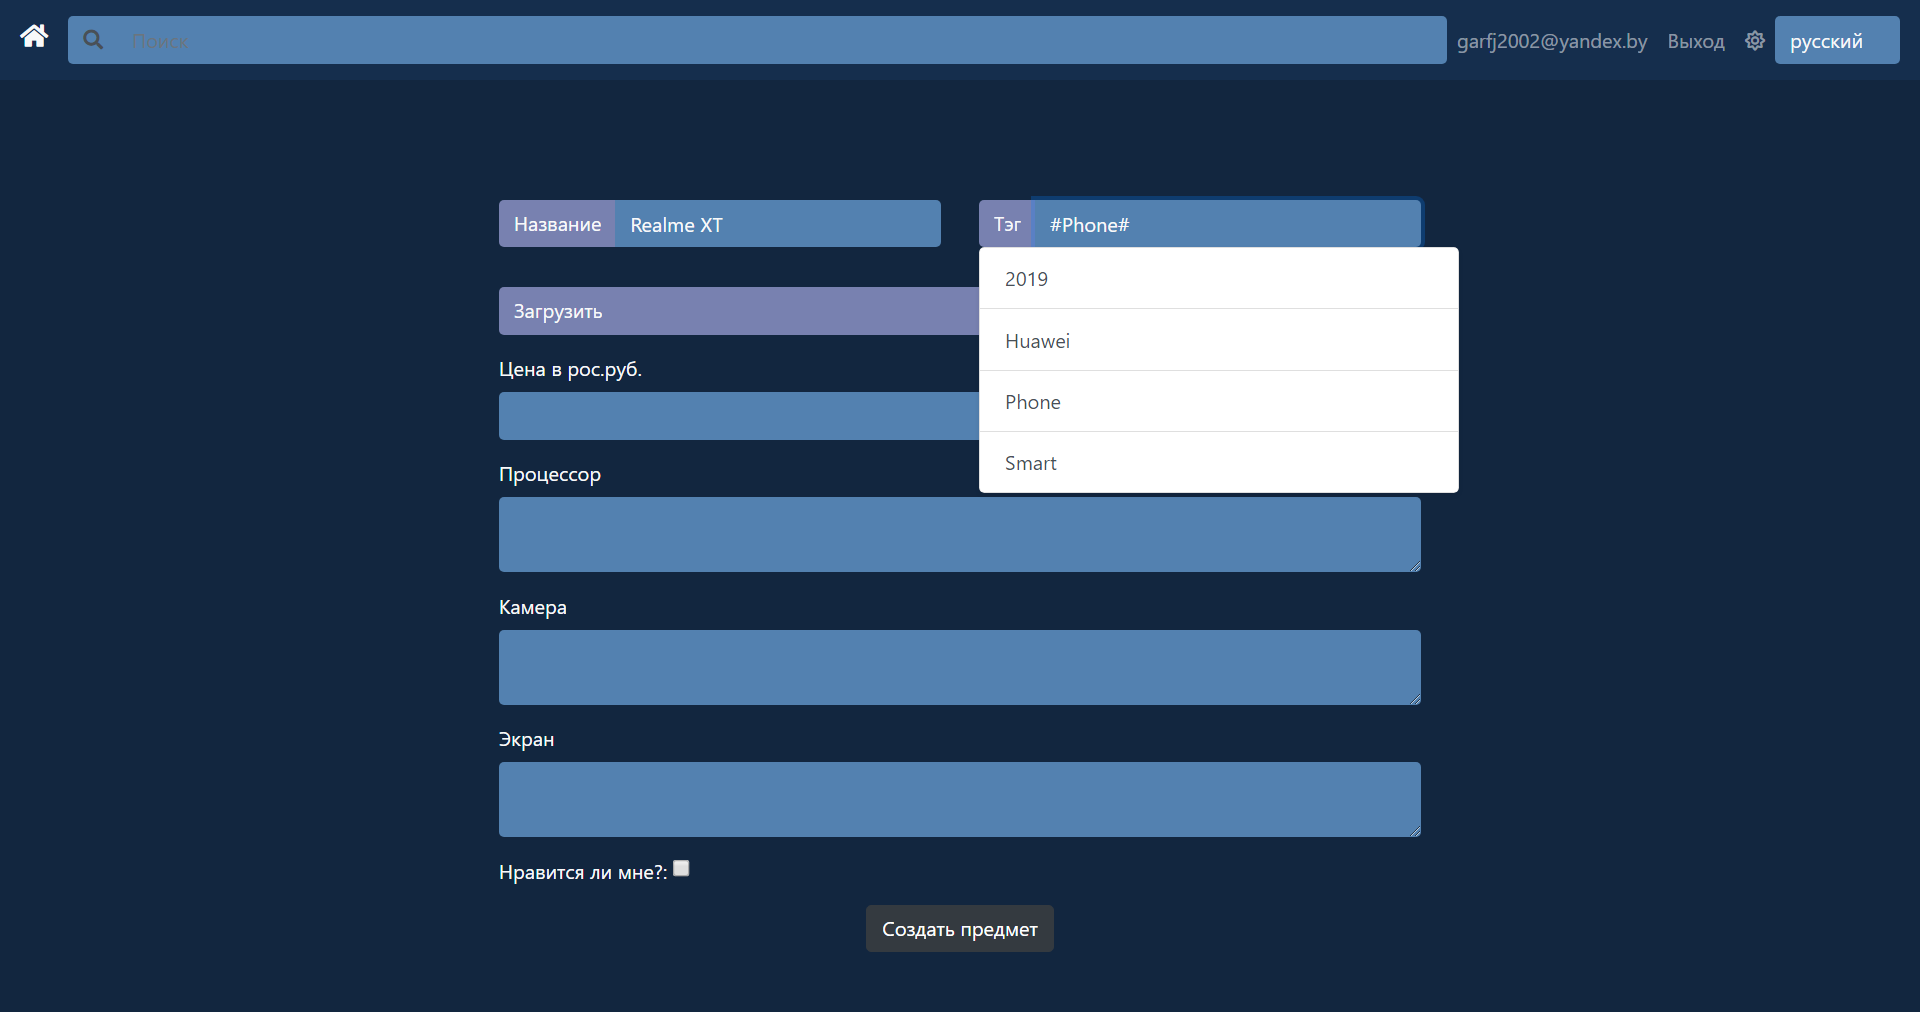 Поиск
garfj2002@yandex.by Выход русский
Название Realme XT Тэг #Phone#
2019
Загрузить
Huawei
Цена в рос.руб.
Phone
Smart
Процессор
Камера
Экран
Нравится ли мне?:
Создать предмет